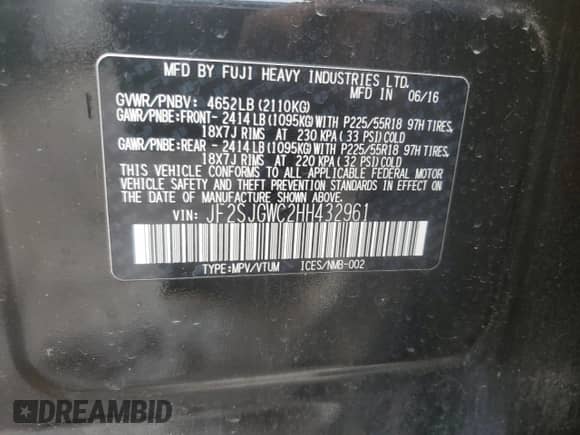 MFD BY FUJI HEAVY INDUSTRIES LTD.
MFD IN 06/16
GVWR/PNBV: 4652LB(2110KG)
GAWR/PNBE:FRONT- 2414LB(1095KG)WITH P225/55R18 97H TIRES,
18X7J RIMS AT 230 KPA(33 PSI)COLD
GAWR/PNBE:REAR - 2414LB(1095KG)WITH P225/55R18 97H TIRES,
18X7J RIMS AT 220 KPA(32 PSI)COLD
THIS VEHICLE CONFORMS TO ALL APPLICABLE FEDERAL MOTOR
VEHICLE SAFETY AND THEFT PREVENTION STANDARDS IN EFFECT ON
THE DATE OF MANUFACTURE SHOWN ABOVE.
VIN: JF2SJGWC2HH432961
TYPE:MPV/VTUM ICES/NMB-002
DREAMBID